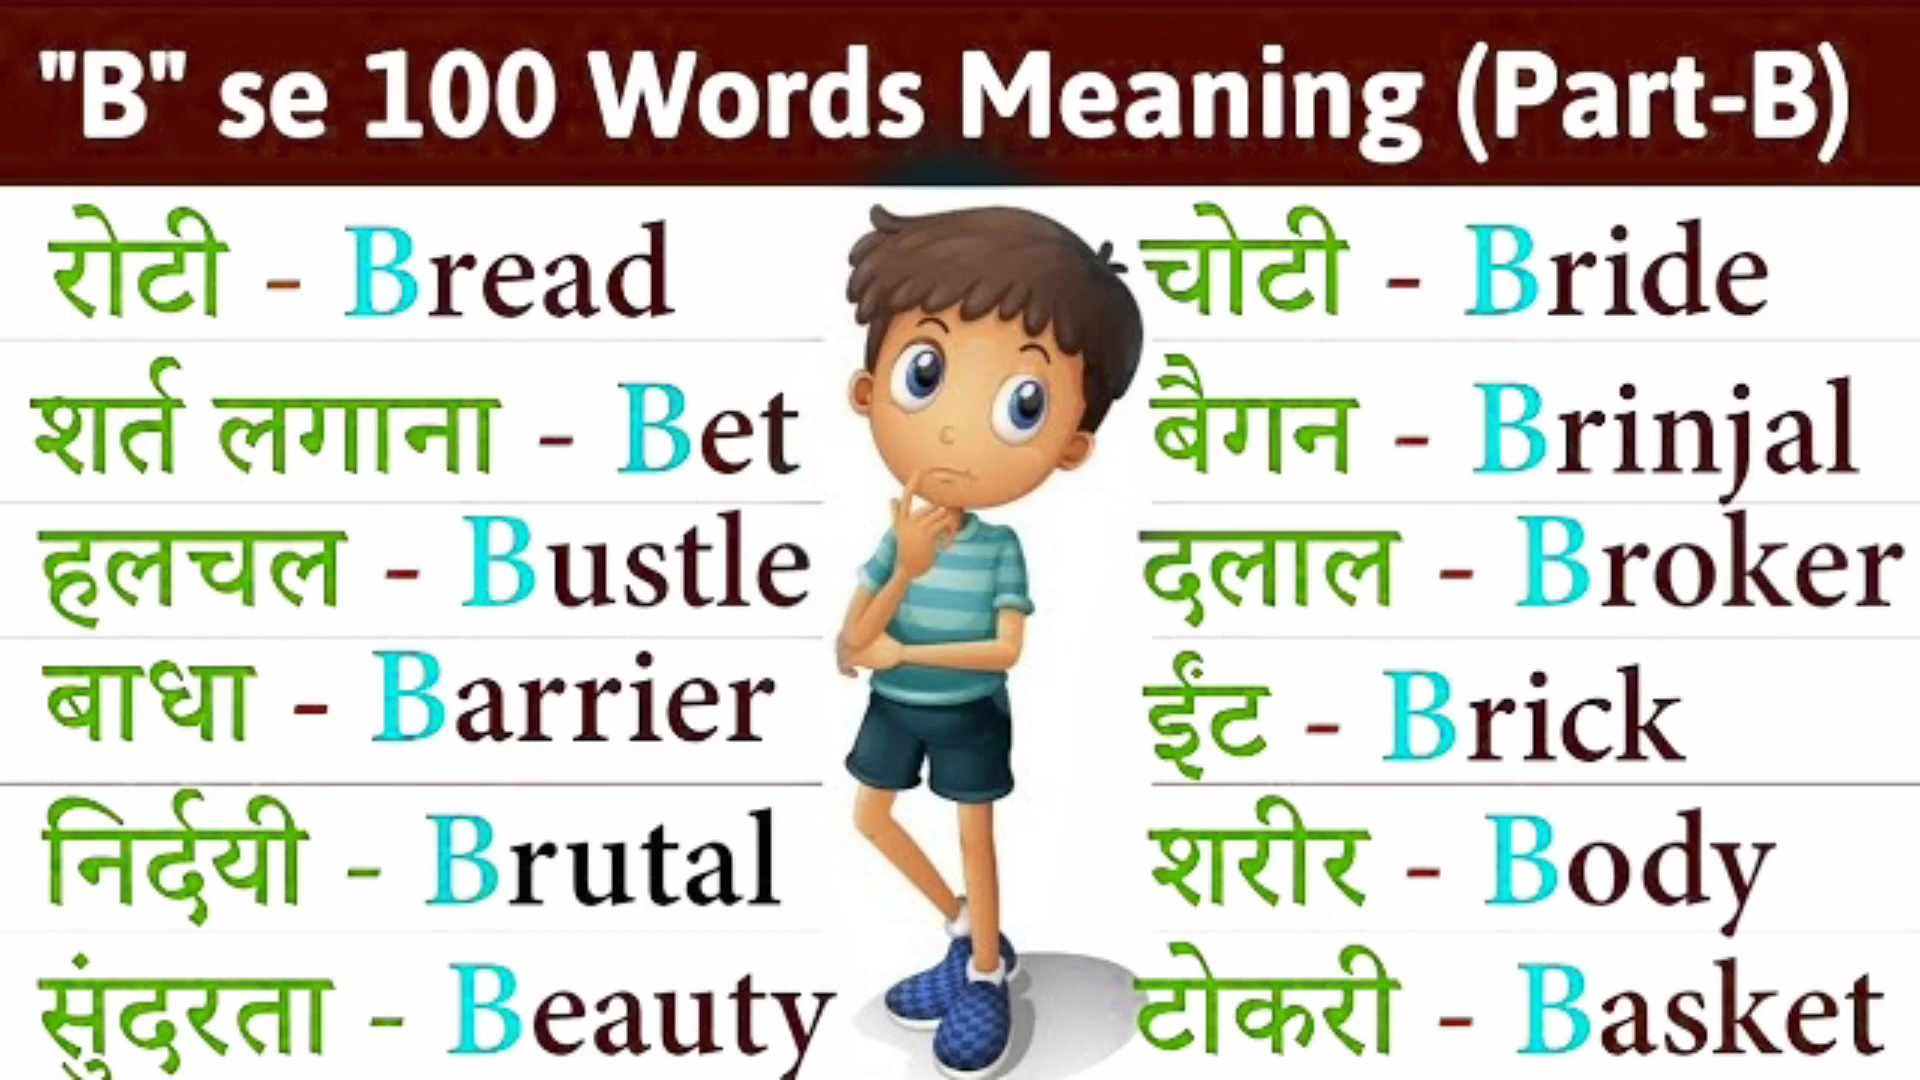 "B" se 100 Words Meaning (Part-B)
रोटी - Bread
शर्त लगाना - Bet
हलचल - Bustle
बाधा - Barrier
निर्दयी - Brutal
सुंदरता - Beauty
चोटी - Bride
बैगन - Brinjal
दलाल - Broker
ईंट - Brick
शरीर - Body
टोकरी - Basket